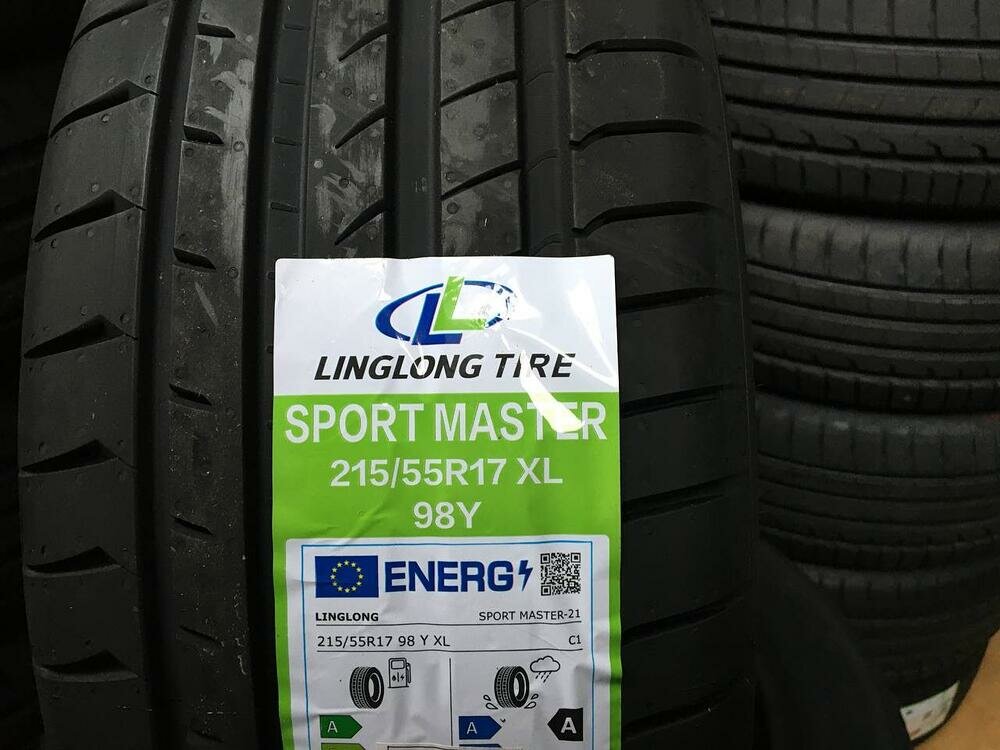 LINGLONG TIRE
SPORT MASTER
215/55R17 XL
98Y
ENERG
LINGLONG SPORT MASTER-21
215/55R17 98 Y XL C1
A A A